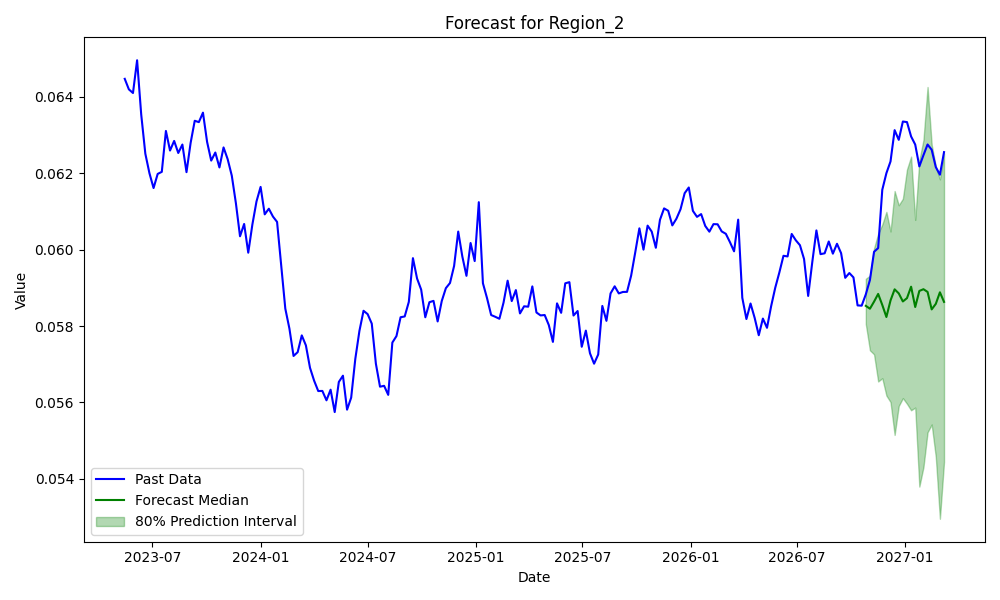 Forecast for Region_2
Value
0.064
0.062
0.060
0.058
0.056
0.054
Past Data
Forecast Median
80% Prediction Interval
2023-07
2024-01
2024-07
2025-01
2025-07
2026-01
2026-07
2027-01
Date